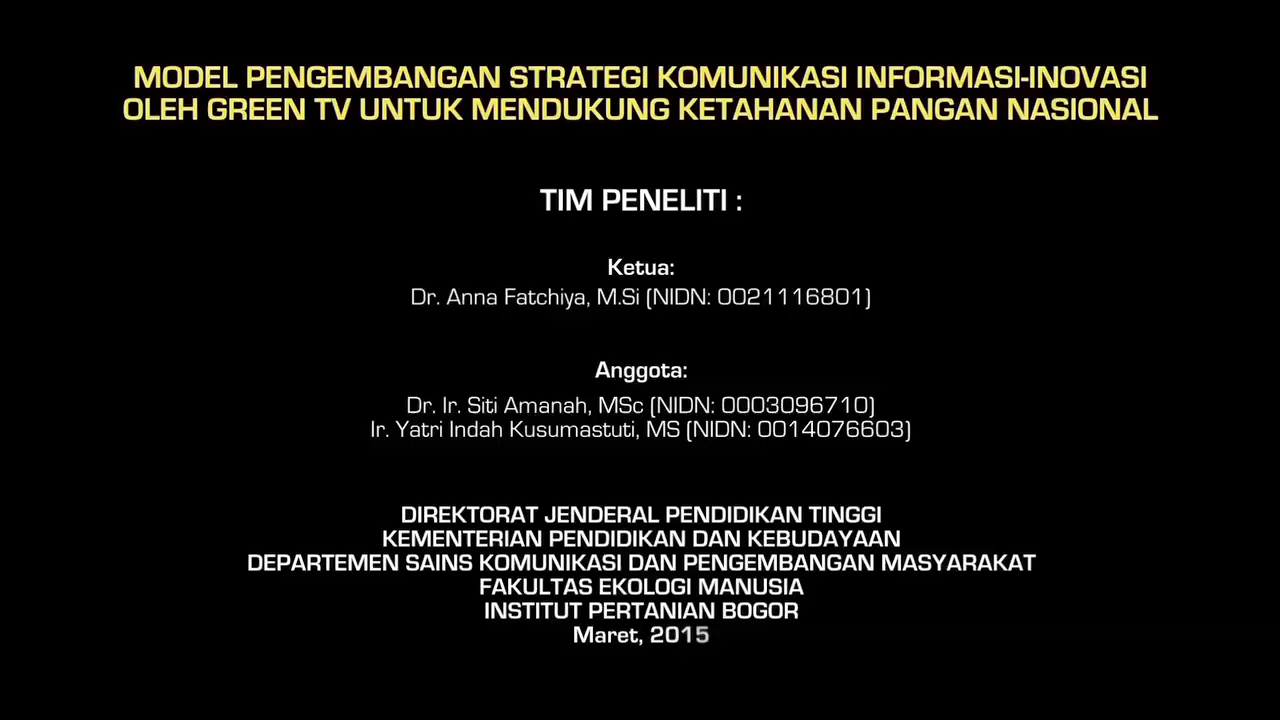 MODEL PENGEMBANGAN STRATEGI KOMUNIKASI INFORMASI-INOVASI
OLEH GREEN TV UNTUK MENDUKUNG KETAHANAN PANGAN NASIONAL
TIM PENELITI :
Ketua:
Dr. Anna Fatchiya, M.Si (NIDN: 0021116801)
Anggota:
Dr. Ir. Siti Amanah, MSc (NIDN: 0003096710)
Ir. Yatri Indah Kusumastuti, MS (NIDN: 0014076603)
DIREKTORAT JENDERAL PENDIDIKAN TINGGI
KEMENTERIAN PENDIDIKAN DAN KEBUDAYAAN
DEPARTEMEN SAINS KOMUNIKASI DAN PENGEMBANGAN MASYARAKAT
FAKULTAS EKOLOGI MANUSIA
INSTITUT PERTANIAN BOGOR
Maret, 2015